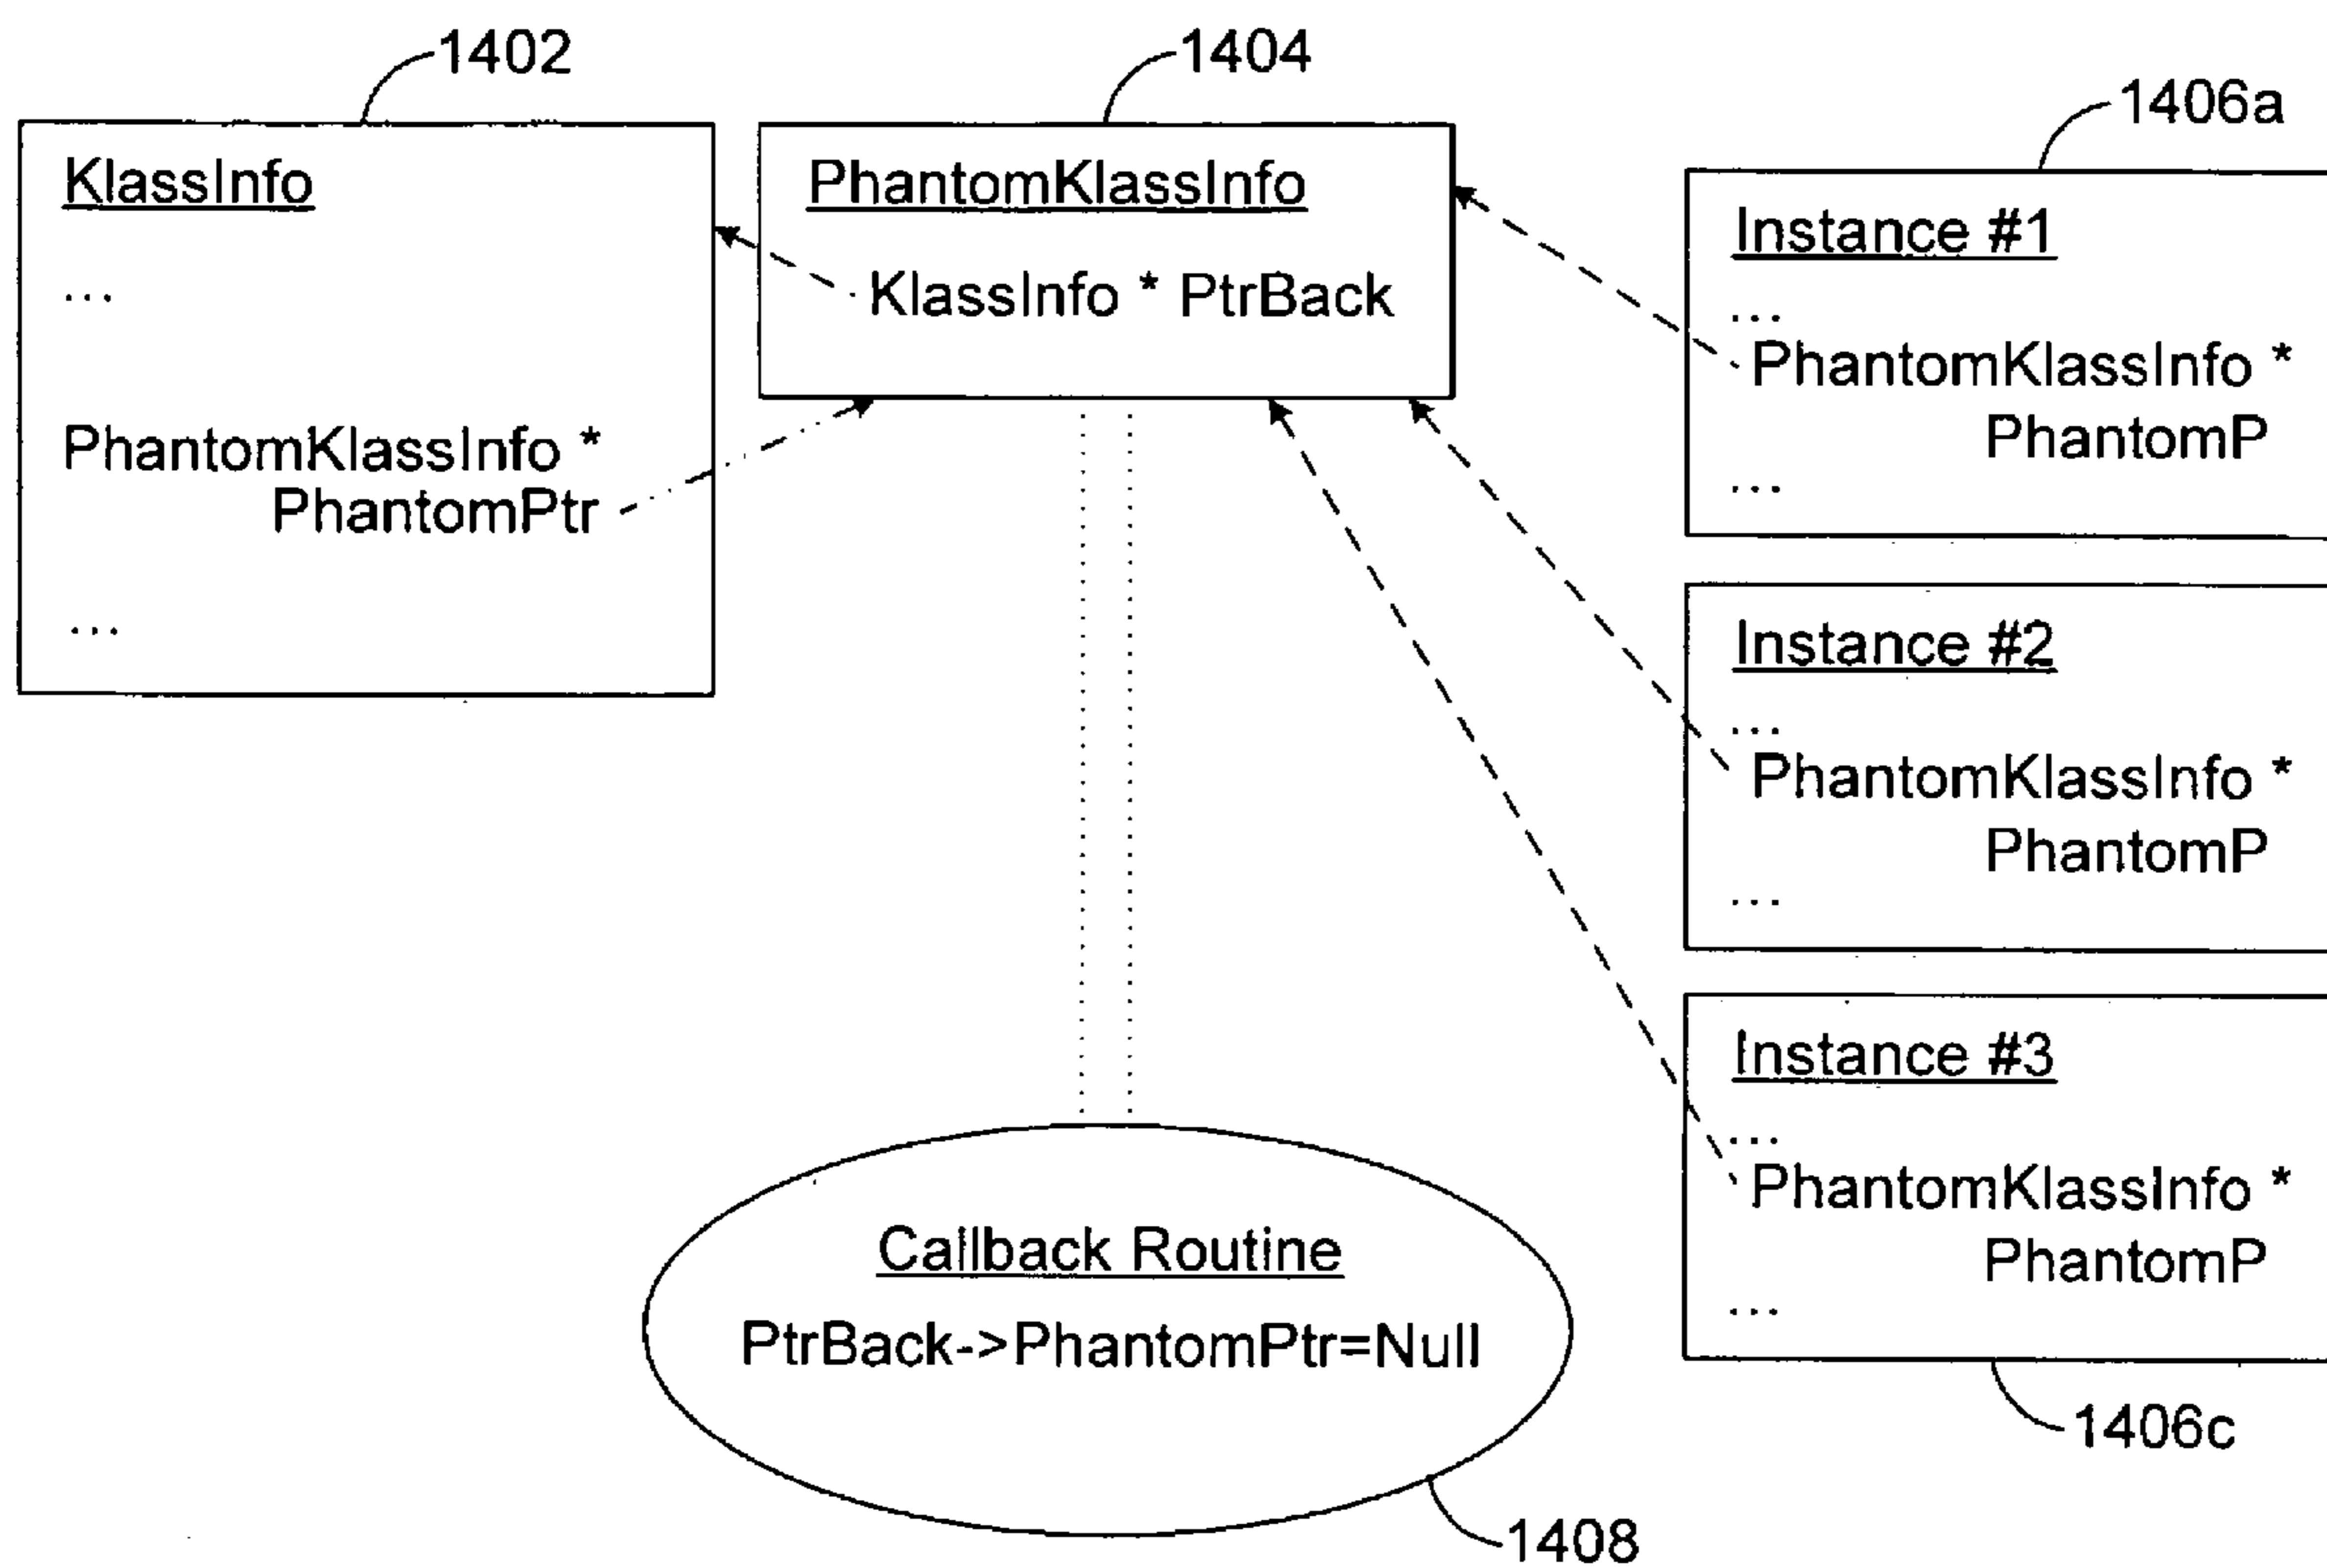 1402
1404
1406a
KlassInfo
...
PhantomKlassInfo *
PhantomPtr
...
PhantomKlassInfo
KlassInfo * PtrBack
Instance #1
...
PhantomKlassInfo *
PhantomP
...
Instance #2
...
PhantomKlassInfo *
PhantomP
...
Instance #3
...
PhantomKlassInfo *
PhantomP
...
1406c
Callback Routine
PtrBack->PhantomPtr=Null
1408